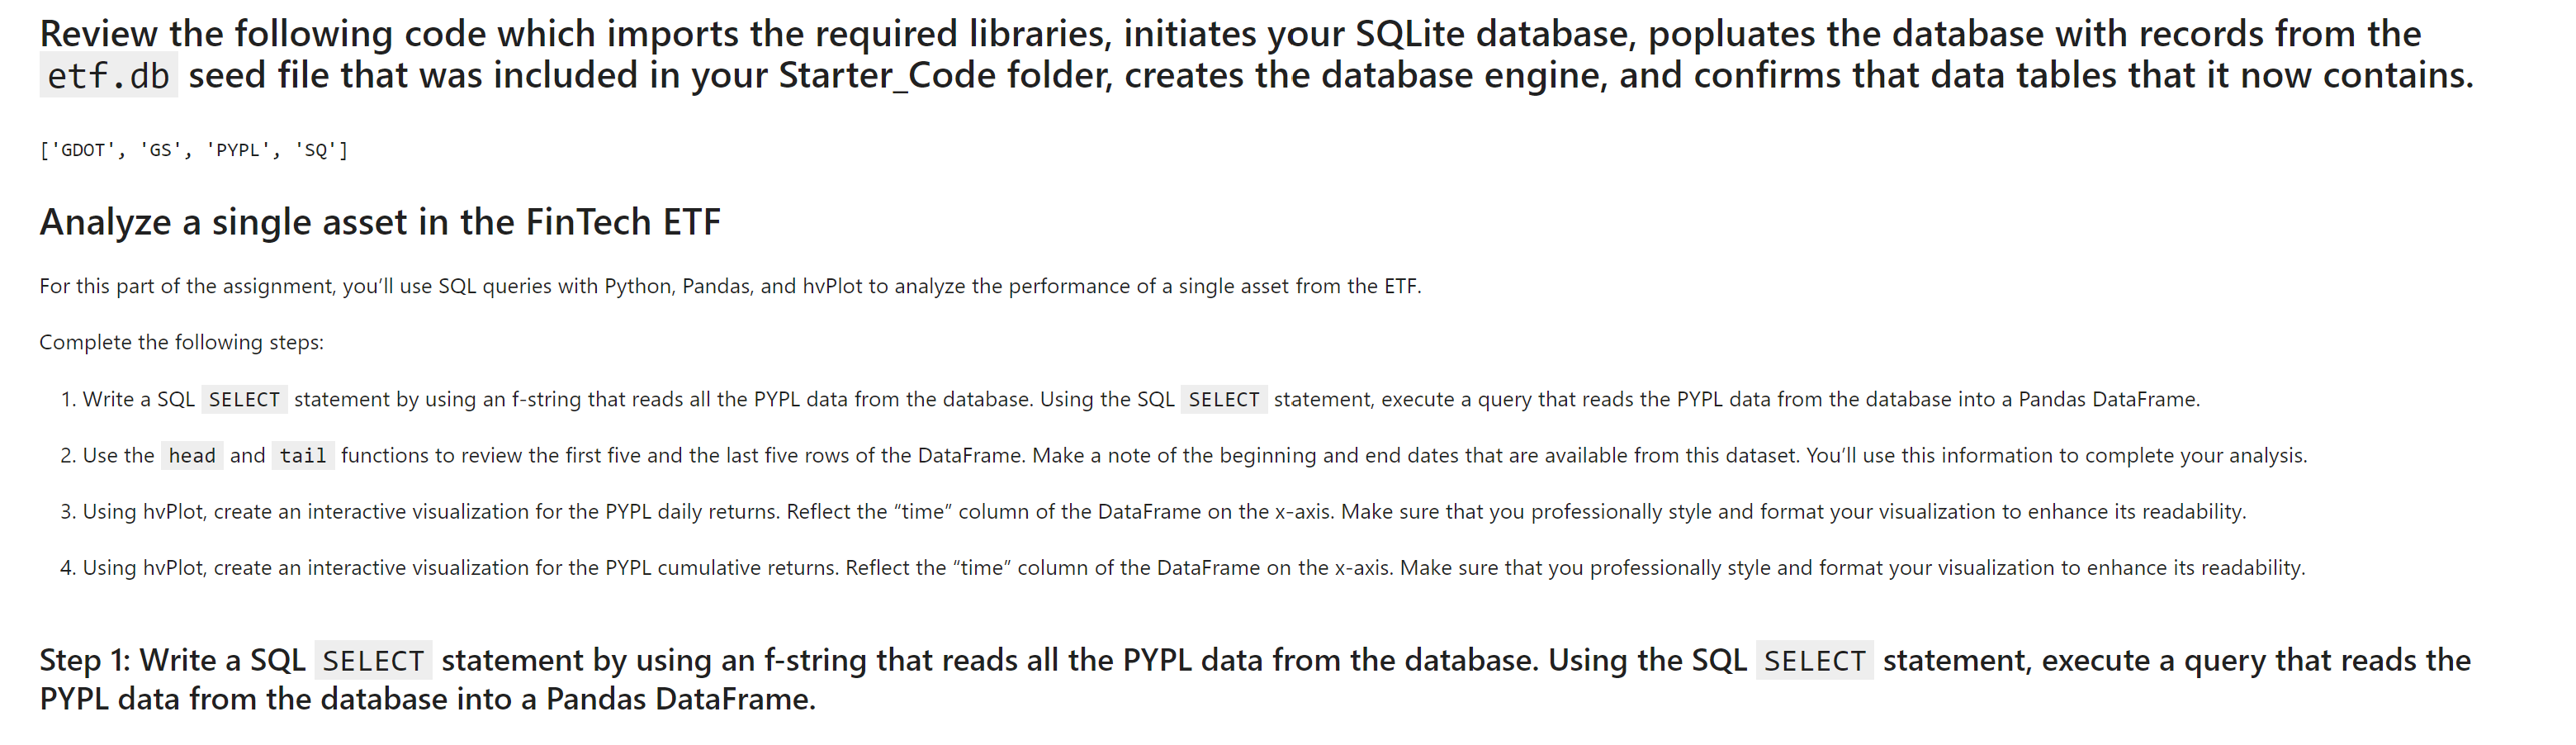 Review the following code which imports the required libraries, initiates your SQLite database, popluates the database with records from the
etf.db seed file that was included in your Starter_Code folder, creates the database engine, and confirms that data tables that it now contains.
['GDOT', 'GS', 'PYPL', 'SQ']
Analyze a single asset in the FinTech ETF
For this part of the assignment, you’ll use SQL queries with Python, Pandas, and hvPlot to analyze the performance of a single asset from the ETF.
Complete the following steps:
1. Write a SQL SELECT statement by using an f-string that reads all the PYPL data from the database. Using the SQL SELECT statement, execute a query that reads the PYPL data from the database into a Pandas DataFrame.
2. Use the head and tail functions to review the first five and the last five rows of the DataFrame. Make a note of the beginning and end dates that are available from this dataset. You’ll use this information to complete your analysis.
3. Using hvPlot, create an interactive visualization for the PYPL daily returns. Reflect the “time” column of the DataFrame on the x-axis. Make sure that you professionally style and format your visualization to enhance its readability.
4. Using hvPlot, create an interactive visualization for the PYPL cumulative returns. Reflect the “time” column of the DataFrame on the x-axis. Make sure that you professionally style and format your visualization to enhance its readability.
Step 1: Write a SQL SELECT statement by using an f-string that reads all the PYPL data from the database. Using the SQL SELECT statement, execute a query that reads the
PYPL data from the database into a Pandas DataFrame.